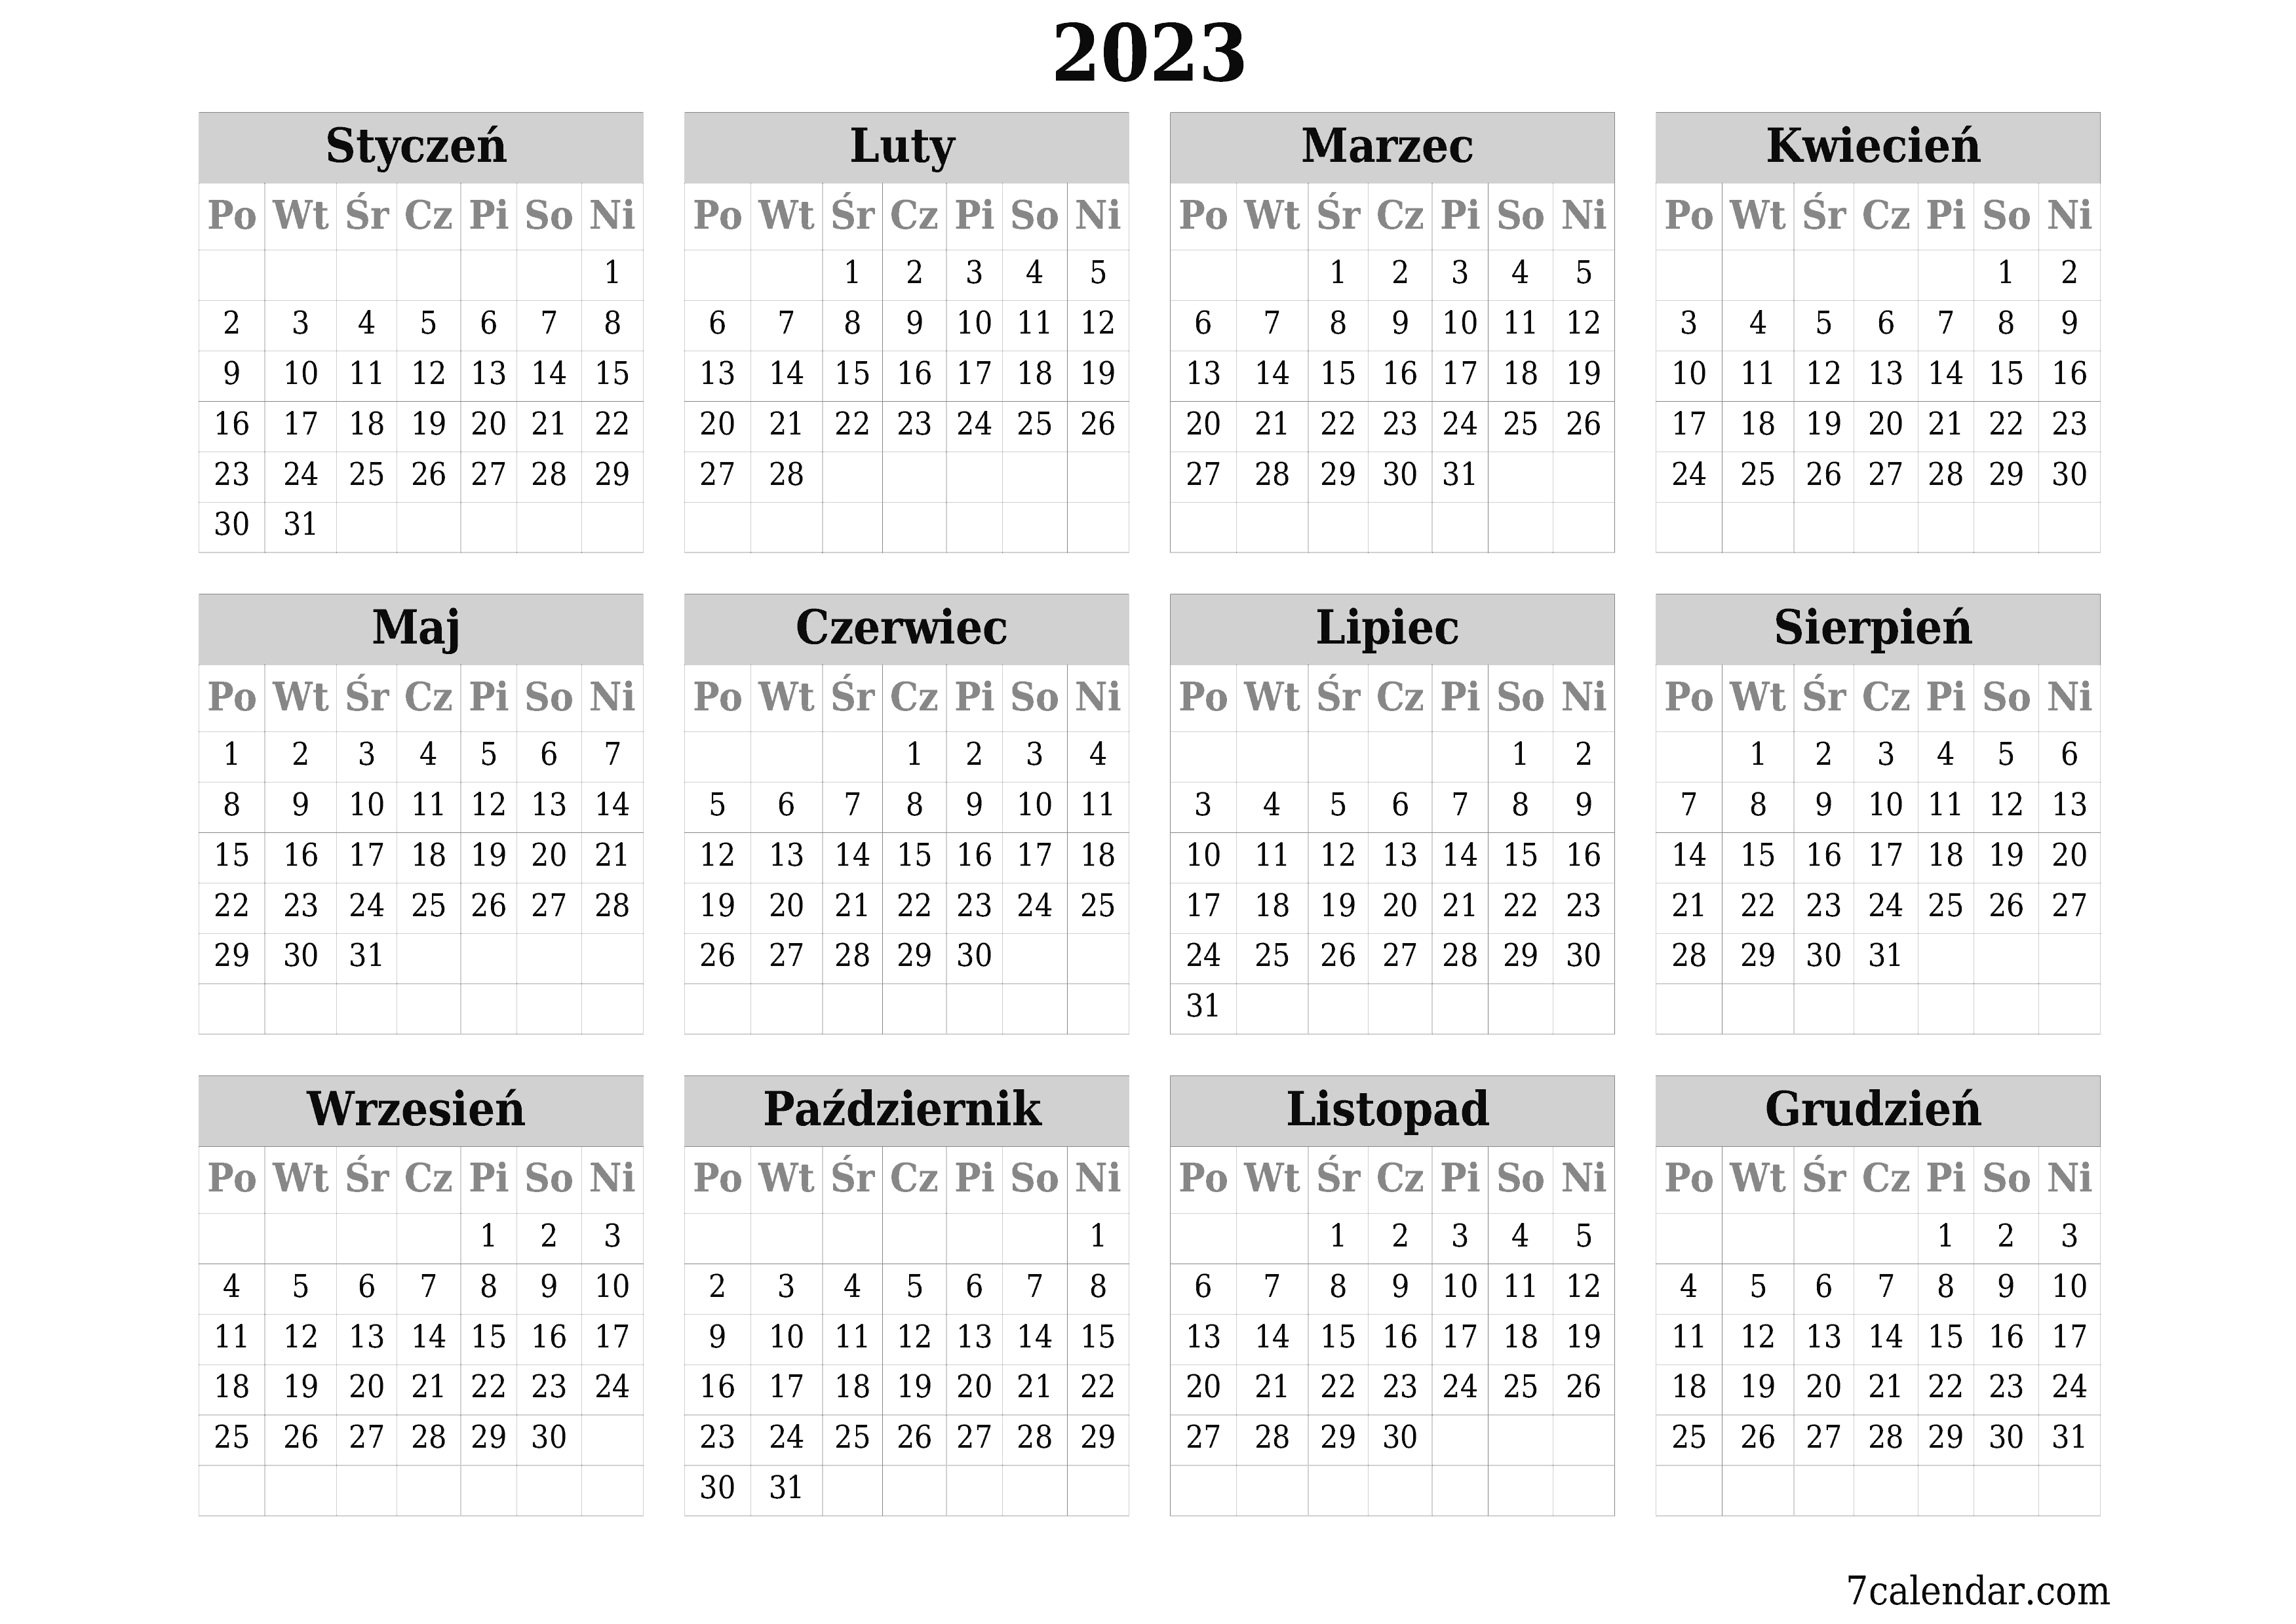 2023
Styczeń
Po Wt Śr Cz Pi So Ni
1
2 3 4 5 6 7 8
9 10 11 12 13 14 15
16 17 18 19 20 21 22
23 24 25 26 27 28 29
30 31
Luty
Po Wt Śr Cz Pi So Ni
1 2 3 4 5
6 7 8 9 10 11 12
13 14 15 16 17 18 19
20 21 22 23 24 25 26
27 28
Marzec
Po Wt Śr Cz Pi So Ni
1 2 3 4 5
6 7 8 9 10 11 12
13 14 15 16 17 18 19
20 21 22 23 24 25 26
27 28 29 30 31
Kwiecień
Po Wt Śr Cz Pi So Ni
1 2
3 4 5 6 7 8 9
10 11 12 13 14 15 16
17 18 19 20 21 22 23
24 25 26 27 28 29 30
Maj
Po Wt Śr Cz Pi So Ni
1 2 3 4 5 6 7
8 9 10 11 12 13 14
15 16 17 18 19 20 21
22 23 24 25 26 27 28
29 30 31
Czerwiec
Po Wt Śr Cz Pi So Ni
1 2 3 4
5 6 7 8 9 10 11
12 13 14 15 16 17 18
19 20 21 22 23 24 25
26 27 28 29 30
Lipiec
Po Wt Śr Cz Pi So Ni
1 2
3 4 5 6 7 8 9
10 11 12 13 14 15 16
17 18 19 20 21 22 23
24 25 26 27 28 29 30
31
Sierpień
Po Wt Śr Cz Pi So Ni
1 2 3 4 5 6
7 8 9 10 11 12 13
14 15 16 17 18 19 20
21 22 23 24 25 26 27
28 29 30 31
Wrzesień
Po Wt Śr Cz Pi So Ni
1 2 3
4 5 6 7 8 9 10
11 12 13 14 15 16 17
18 19 20 21 22 23 24
25 26 27 28 29 30
Październik
Po Wt Śr Cz Pi So Ni
1
2 3 4 5 6 7 8
9 10 11 12 13 14 15
16 17 18 19 20 21 22
23 24 25 26 27 28 29
30 31
Listopad
Po Wt Śr Cz Pi So Ni
1 2 3 4 5
6 7 8 9 10 11 12
13 14 15 16 17 18 19
20 21 22 23 24 25 26
27 28 29 30
Grudzień
Po Wt Śr Cz Pi So Ni
1 2 3
4 5 6 7 8 9 10
11 12 13 14 15 16 17
18 19 20 21 22 23 24
25 26 27 28 29 30 31
7calendar.com